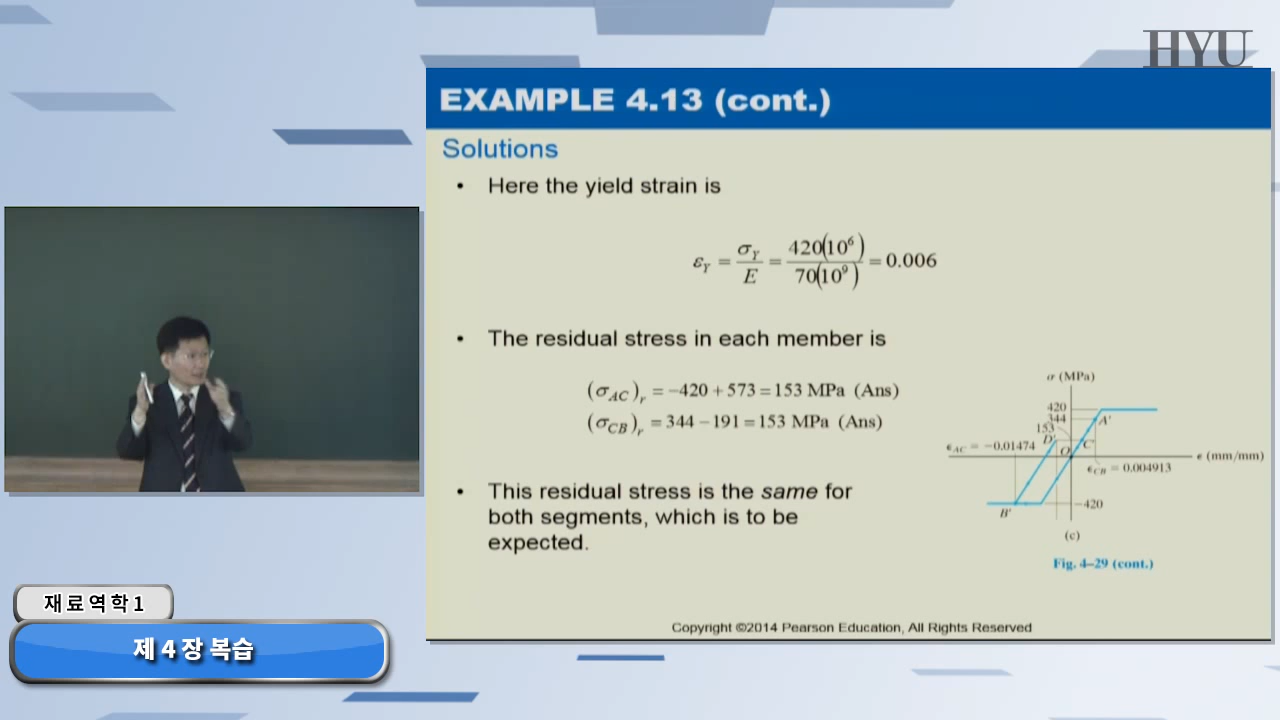 HYU
EXAMPLE 4.13 (cont.)
Solutions
• Here the yield strain is
ε_Y = σ_Y / E = 420(10⁶) / 70(10⁹) = 0.006
• The residual stress in each member is
(σ_AC)_r = −420 + 573 = 153 MPa (Ans)
(σ_CB)_r = 344 − 191 = 153 MPa (Ans)
• This residual stress is the same for
both segments, which is to be
expected.
σ (MPa)
420
344
A'
153
D'
C'
ϵ_AC = −0.01474
O
ϵ (mm/mm)
ϵ_CB = 0.004913
−420
B'
(c)
Fig. 4–29 (cont.)
Copyright ©2014 Pearson Education, All Rights Reserved
재료역학1
제 4 장 복습